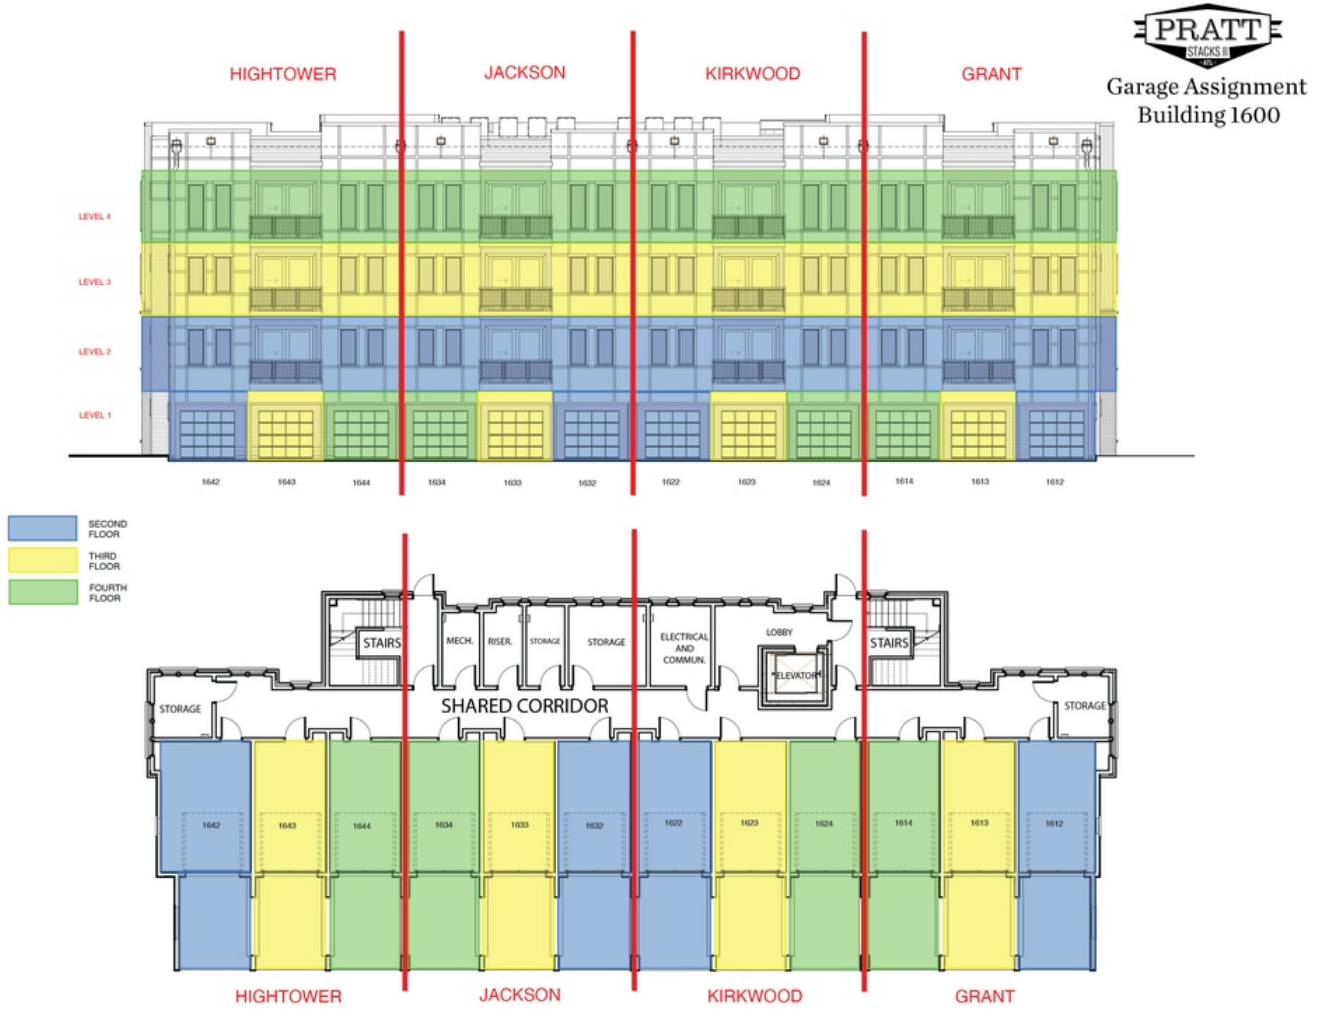 PRATT
STACKS III
-ATL-
Garage Assignment
Building 1600
HIGHTOWER
JACKSON
KIRKWOOD
GRANT
LEVEL 4
LEVEL 3
LEVEL 2
LEVEL 1
1642
1643
1644
1634
1633
1632
1622
1623
1624
1614
1613
1612
SECOND
FLOOR
THIRD
FLOOR
FOURTH
FLOOR
STAIRS
MECH.
RISER.
STORAGE
STORAGE
ELECTRICAL
AND
COMMUN.
LOBBY
ELEVATOR
STAIRS
STORAGE
SHARED CORRIDOR
STORAGE
1642
1643
1644
1634
1633
1632
1622
1623
1624
1614
1613
1612
HIGHTOWER
JACKSON
KIRKWOOD
GRANT